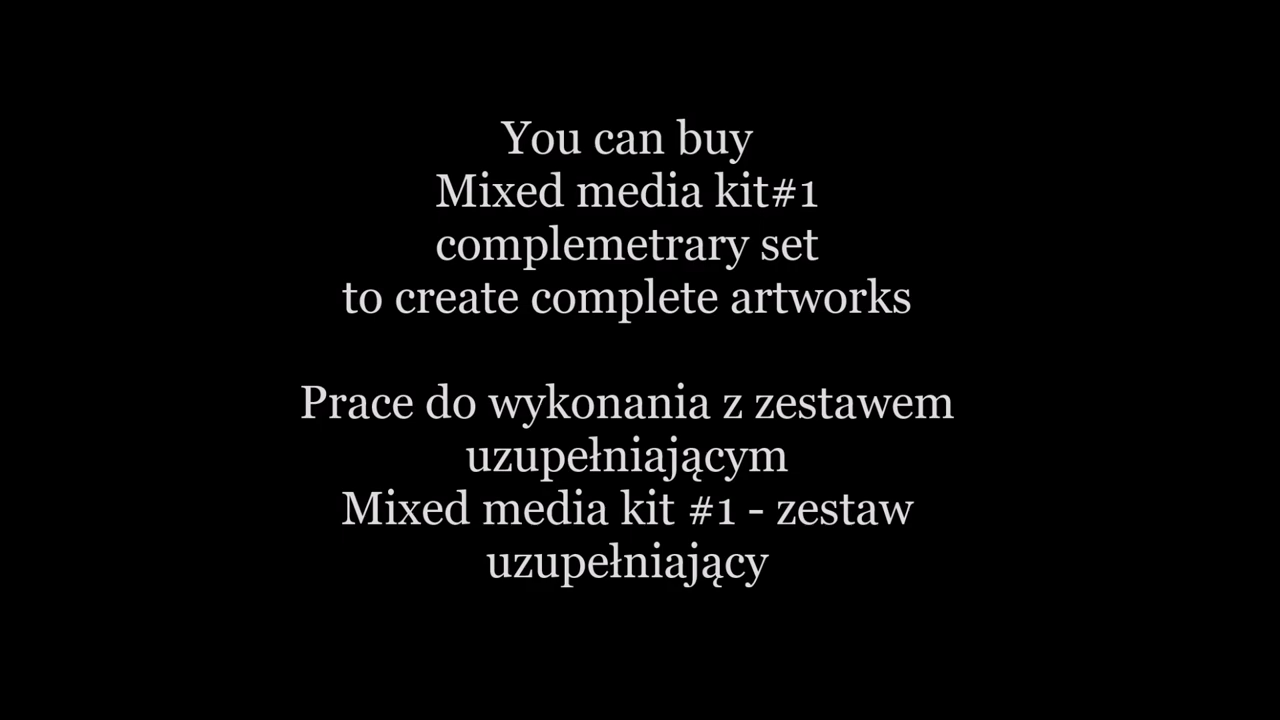 You can buy
Mixed media kit#1
complemetrary set
to create complete artworks
Prace do wykonania z zestawem
uzupełniającym
Mixed media kit #1 - zestaw
uzupełniający